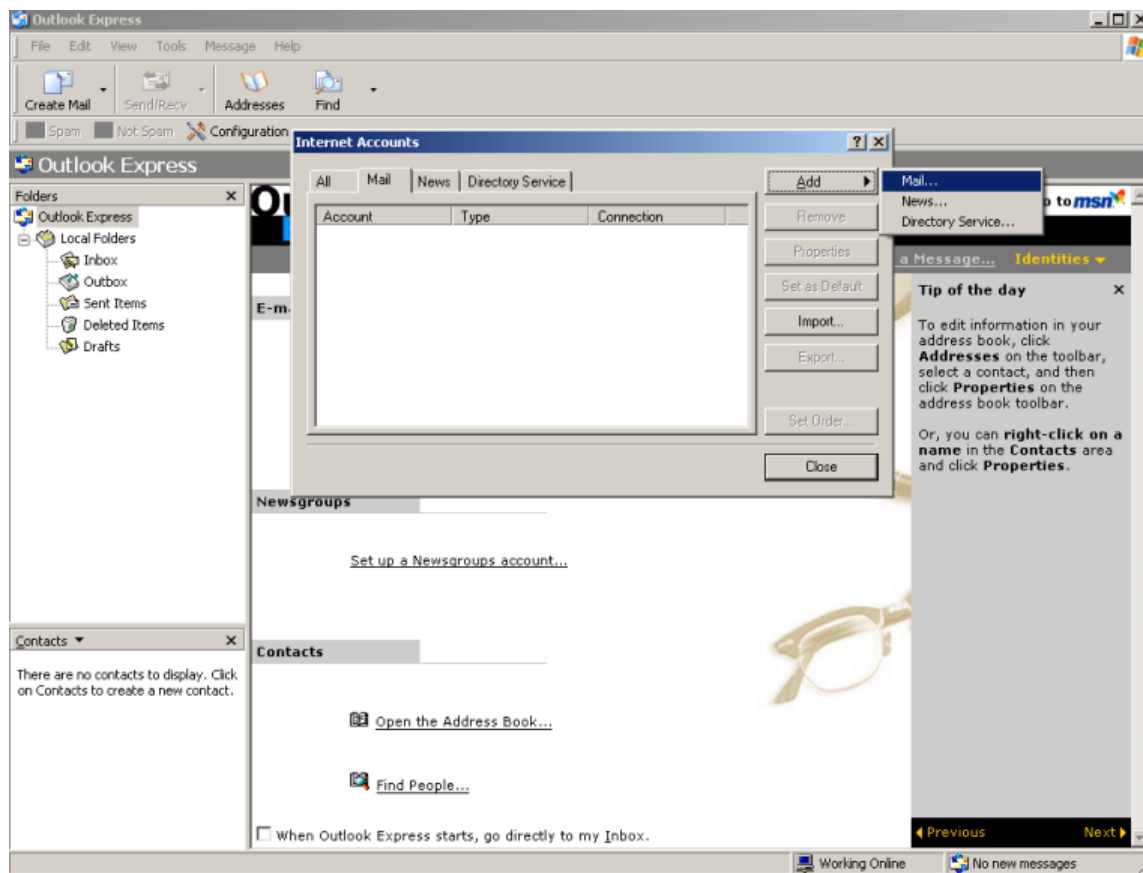 Outlook Express
File Edit View Tools Message Help
Create Mail Send/Recv Addresses Find
Spam Not Spam Configuration
Outlook Express
Folders
Outlook Express
Local Folders
Inbox
Outbox
Sent Items
Deleted Items
Drafts
Contacts
There are no contacts to display. Click
on Contacts to create a new contact.
Internet Accounts
All Mail News Directory Service
Account Type Connection
Add
Remove
Properties
Set as Default
Import...
Export...
Set Order...
Close
Mail...
News...
Directory Service...
to msn
a Message... Identities
E-m
Newsgroups
Set up a Newsgroups account...
Contacts
Open the Address Book...
Find People...
When Outlook Express starts, go directly to my Inbox.
Tip of the day
To edit information in your
address book, click
Addresses on the toolbar,
select a contact, and then
click Properties on the
address book toolbar.
Or, you can right-click on a
name in the Contacts area
and click Properties.
Previous Next
Working Online No new messages